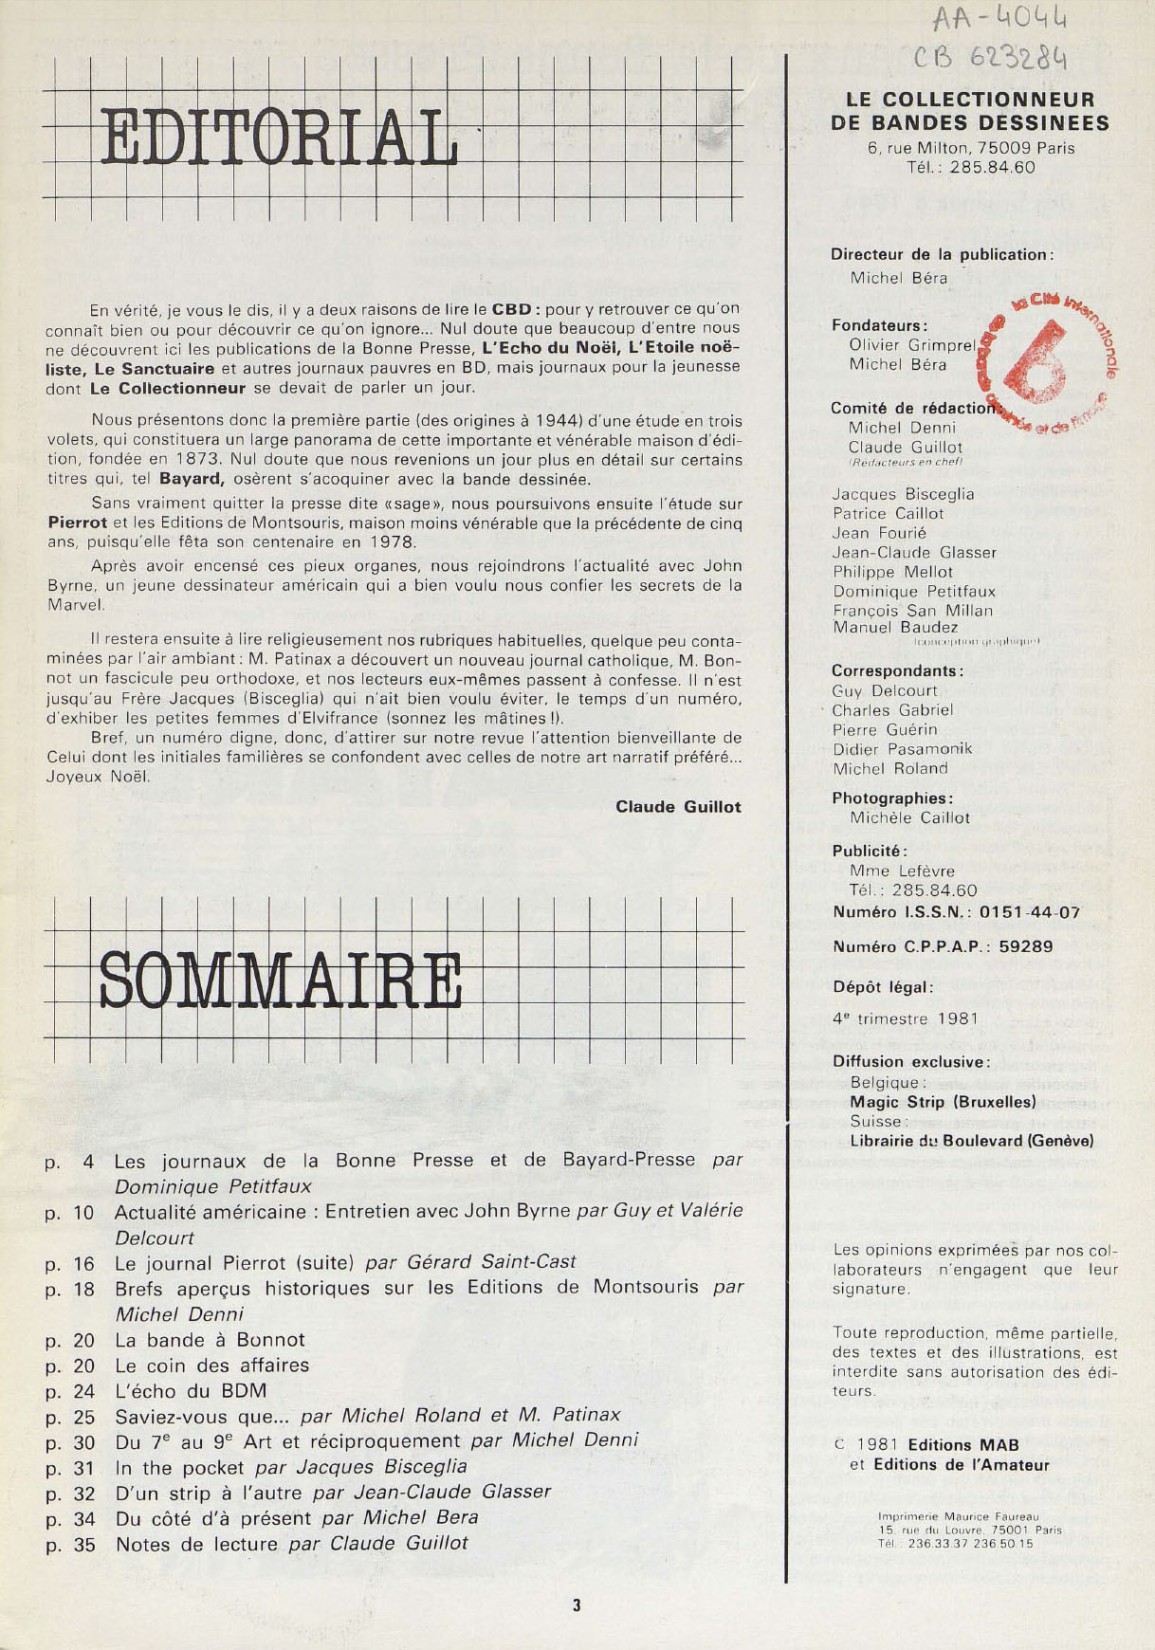 AA-4044
CB 623284
EDITORIAL
En vérité, je vous le dis, il y a deux raisons de lire le CBD : pour y retrouver ce qu'on
connaît bien ou pour découvrir ce qu'on ignore... Nul doute que beaucoup d'entre nous
ne découvrent ici les publications de la Bonne Presse, L'Echo du Noël, L'Etoile noë-
liste, Le Sanctuaire et autres journaux pauvres en BD, mais journaux pour la jeunesse
dont Le Collectionneur se devait de parler un jour.
Nous présentons donc la première partie (des origines à 1944) d'une étude en trois
volets, qui constituera un large panorama de cette importante et vénérable maison d'édi-
tion, fondée en 1873. Nul doute que nous revenions un jour plus en détail sur certains
titres qui, tel Bayard, osèrent s'acoquiner avec la bande dessinée.
Sans vraiment quitter la presse dite «sage», nous poursuivons ensuite l'étude sur
Pierrot et les Editions de Montsouris, maison moins vénérable que la précédente de cinq
ans, puisqu'elle fêta son centenaire en 1978.
Après avoir encensé ces pieux organes, nous rejoindrons l'actualité avec John
Byrne, un jeune dessinateur américain qui a bien voulu nous confier les secrets de la
Marvel.
Il restera ensuite à lire religieusement nos rubriques habituelles, quelque peu conta-
minées par l'air ambiant : M. Patinax a découvert un nouveau journal catholique, M. Bon-
not un fascicule peu orthodoxe, et nos lecteurs eux-mêmes passent à confesse. Il n'est
jusqu'au Frère Jacques (Bisceglia) qui n'ait bien voulu éviter, le temps d'un numéro,
d'exhiber les petites femmes d'Elvifrance (sonnez les mâtines !).
Bref, un numéro digne, donc, d'attirer sur notre revue l'attention bienveillante de
Celui dont les initiales familières se confondent avec celles de notre art narratif préféré...
Joyeux Noël.
Claude Guillot
SOMMAIRE
p. 4 Les journaux de la Bonne Presse et de Bayard-Presse par
Dominique Petitfaux
p. 10 Actualité américaine : Entretien avec John Byrne par Guy et Valérie
Delcourt
p. 16 Le journal Pierrot (suite) par Gérard Saint-Cast
p. 18 Brefs aperçus historiques sur les Editions de Montsouris par
Michel Denni
p. 20 La bande à Bonnot
p. 20 Le coin des affaires
p. 24 L'écho du BDM
p. 25 Saviez-vous que... par Michel Roland et M. Patinax
p. 30 Du 7e au 9e Art et réciproquement par Michel Denni
p. 31 In the pocket par Jacques Bisceglia
p. 32 D'un strip à l'autre par Jean-Claude Glasser
p. 34 Du côté d'à présent par Michel Bera
p. 35 Notes de lecture par Claude Guillot
LE COLLECTIONNEUR
DE BANDES DESSINEES
6, rue Milton, 75009 Paris
Tél. : 285.84.60
Directeur de la publication :
Michel Béra
Fondateurs :
Olivier Grimprel
Michel Béra
la Cité internationale
et de l'image
Comité de rédaction
Michel Denni
Claude Guillot
(Rédacteurs en chef)
Jacques Bisceglia
Patrice Caillot
Jean Fourié
Jean-Claude Glasser
Philippe Mellot
Dominique Petitfaux
François San Millan
Manuel Baudez
(conception graphique)
Correspondants :
Guy Delcourt
Charles Gabriel
Pierre Guérin
Didier Pasamonik
Michel Roland
Photographies :
Michèle Caillot
Publicité :
Mme Lefèvre
Tél. : 285.84.60
Numéro I.S.S.N. : 0151-44-07
Numéro C.P.P.A.P. : 59289
Dépôt légal :
4e trimestre 1981
Diffusion exclusive :
Belgique :
Magic Strip (Bruxelles)
Suisse :
Librairie du Boulevard (Genève)
Les opinions exprimées par nos col-
laborateurs n'engagent que leur
signature.
Toute reproduction, même partielle,
des textes et des illustrations, est
interdite sans autorisation des édi-
teurs.
C 1981 Editions MAB
et Editions de l'Amateur
Imprimerie Maurice Faureau
15, rue du Louvre, 75001 Paris
Tél. : 236.33.37 236.50.15
3